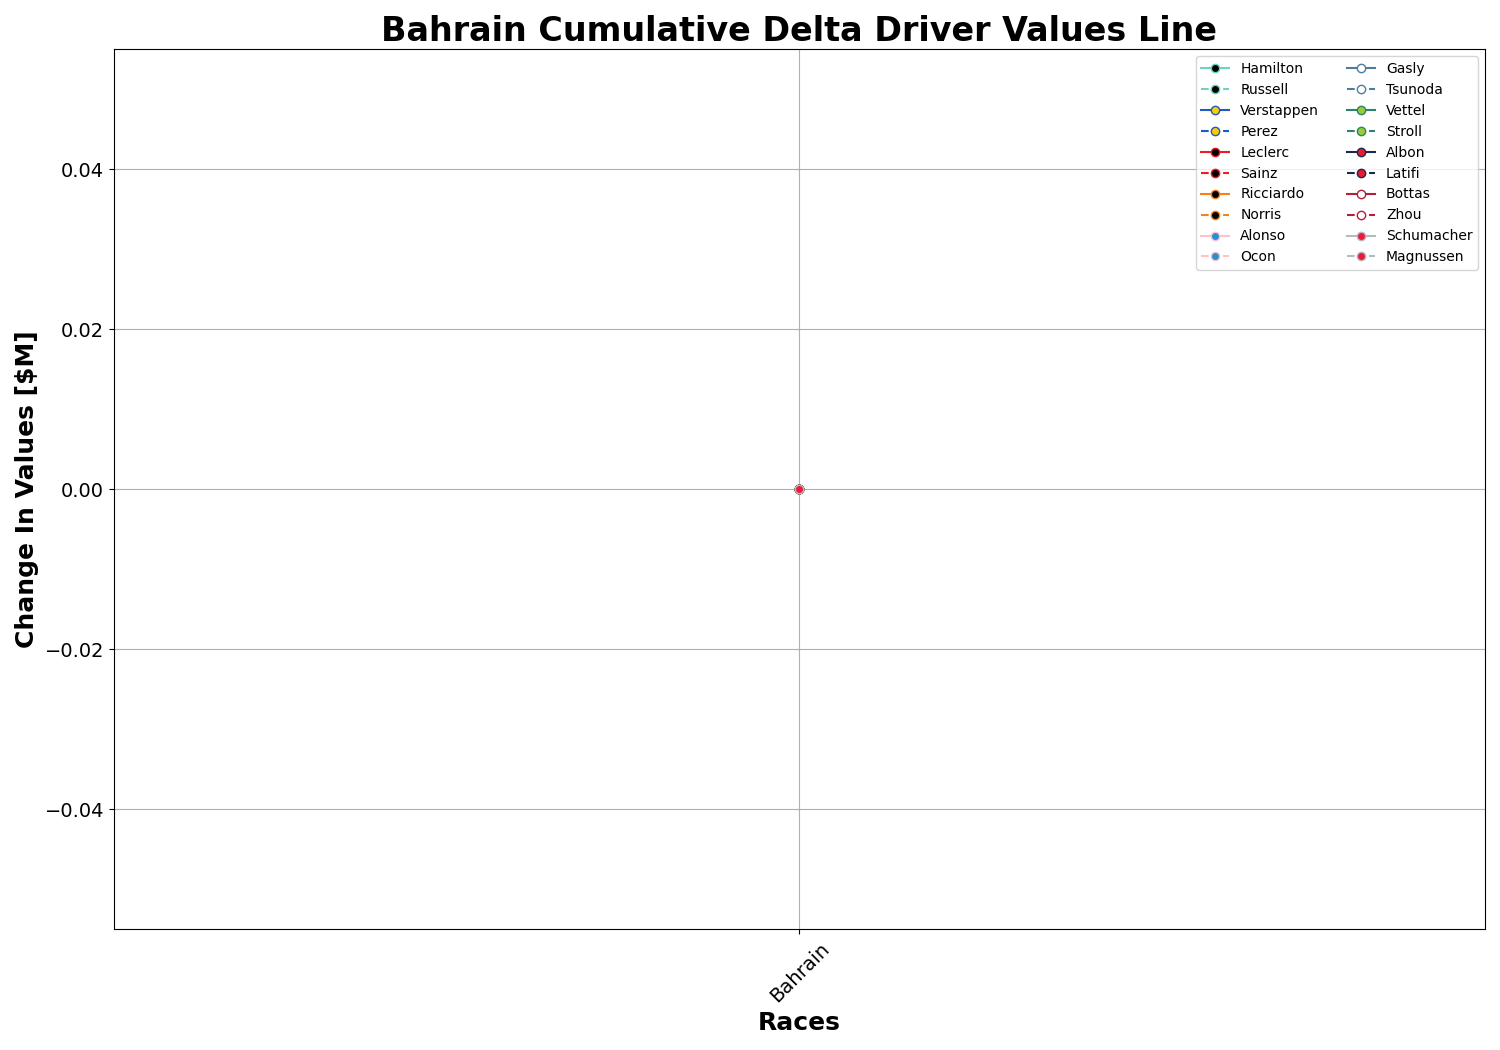 Bahrain Cumulative Delta Driver Values Line
Hamilton
Russell
Verstappen
Perez
Leclerc
Sainz
Ricciardo
Norris
Alonso
Ocon
Gasly
Tsunoda
Vettel
Stroll
Albon
Latifi
Bottas
Zhou
Schumacher
Magnussen
Change In Values [$M]
0.04
0.02
0.00
−0.02
−0.04
Bahrain
Races